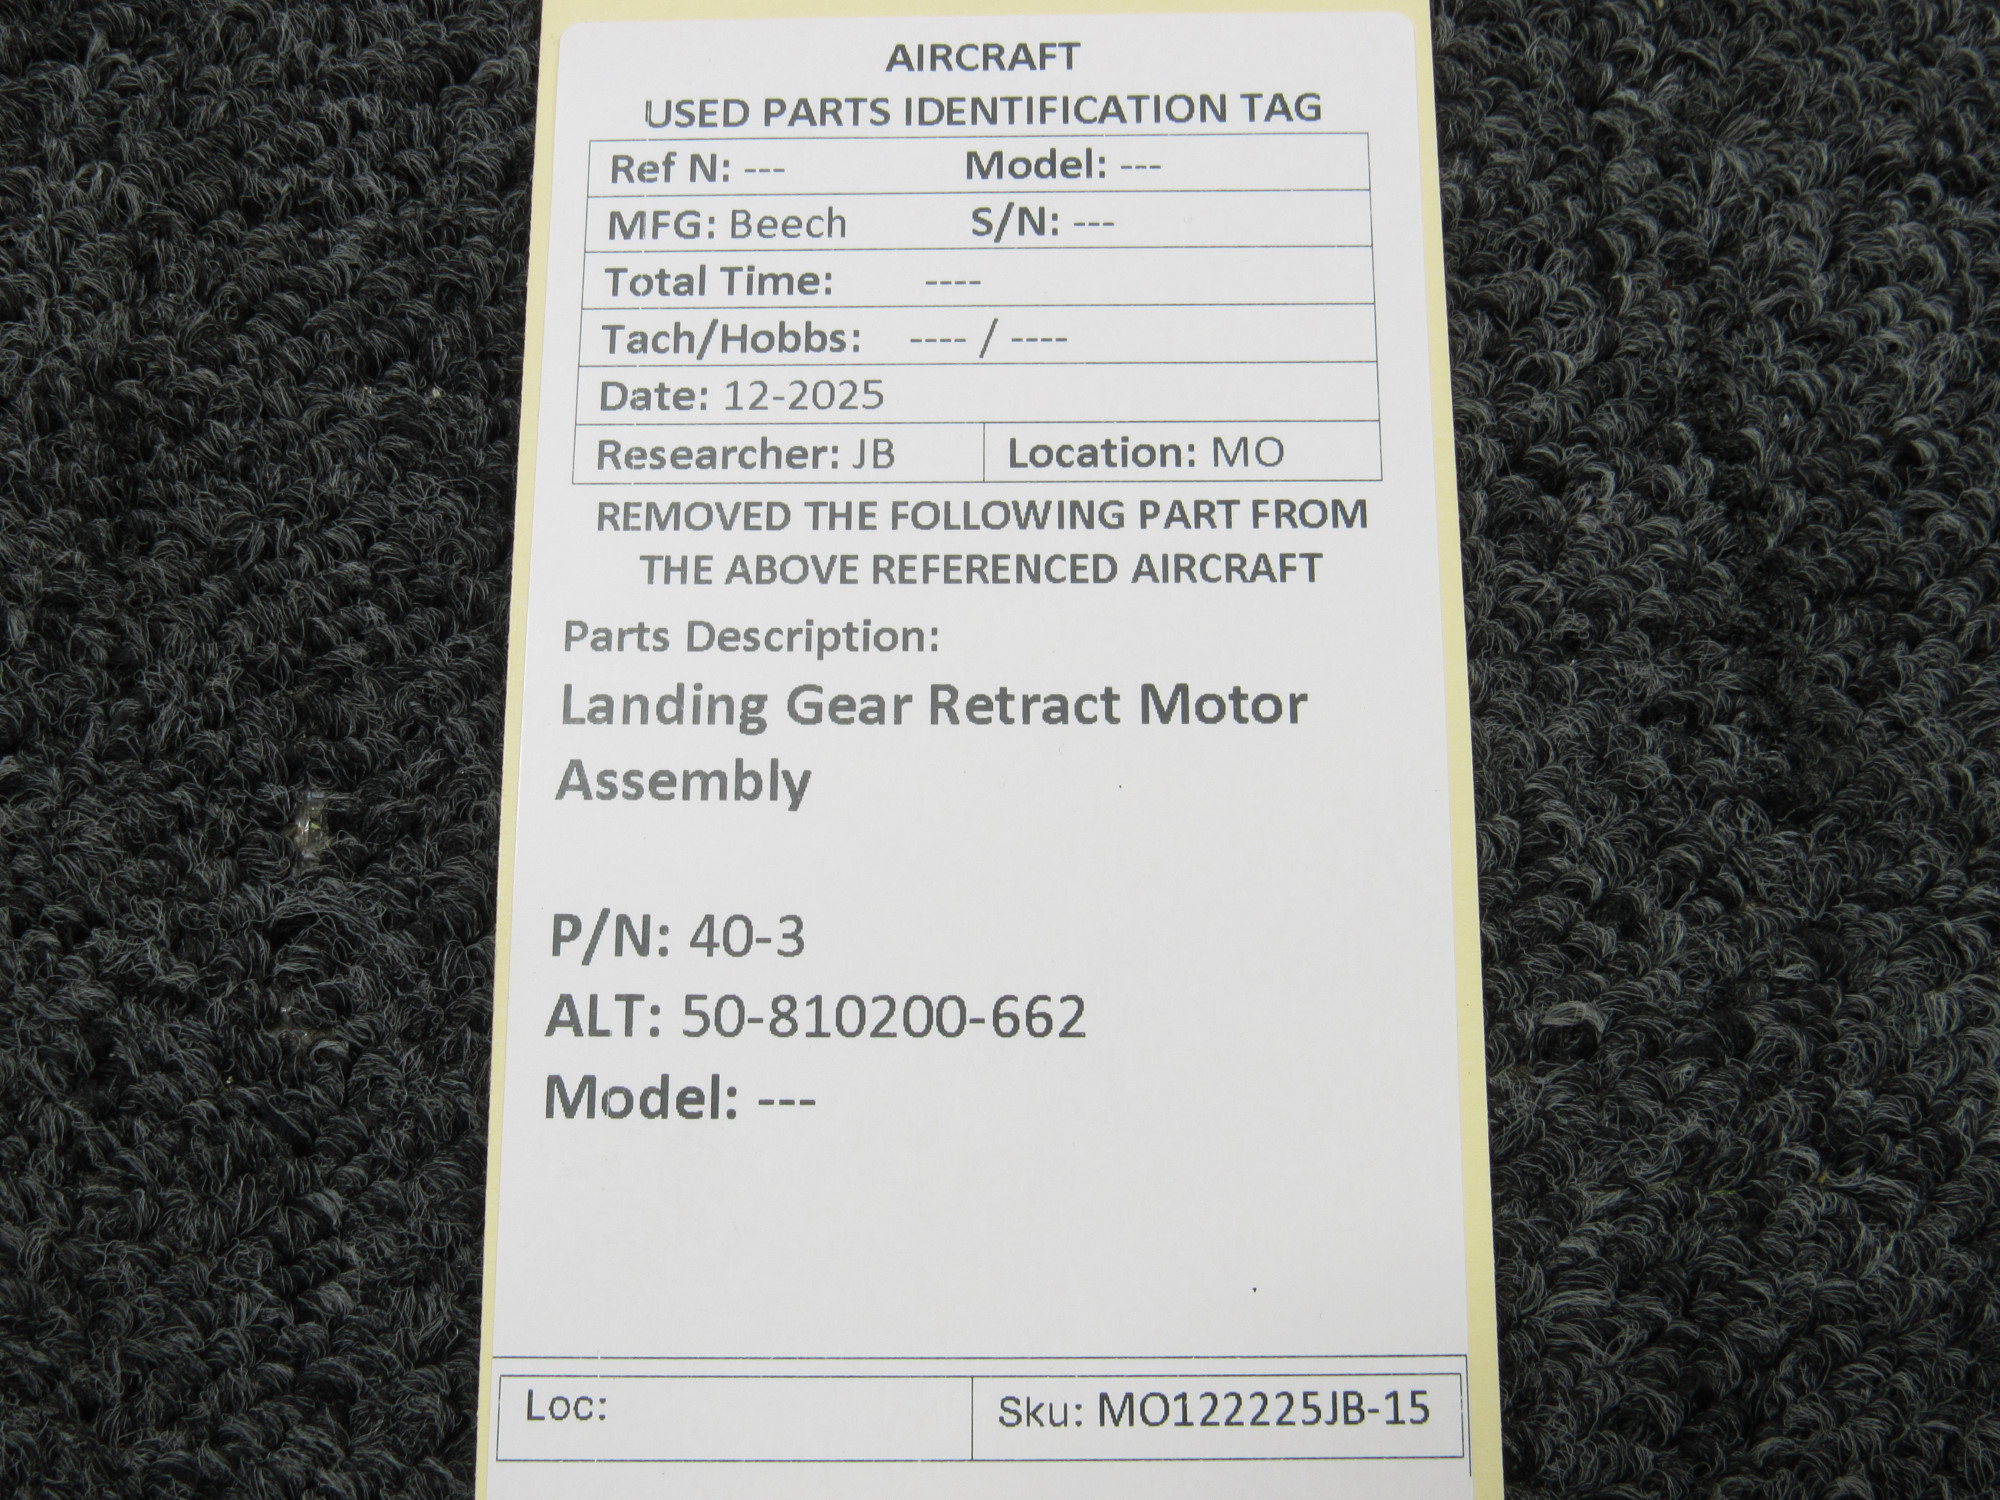 AIRCRAFT
USED PARTS IDENTIFICATION TAG
Ref N: --- Model: ---
MFG: Beech S/N: ---
Total Time: ----
Tach/Hobbs: ---- / ----
Date: 12-2025
Researcher: JB Location: MO
REMOVED THE FOLLOWING PART FROM
THE ABOVE REFERENCED AIRCRAFT
Parts Description:
Landing Gear Retract Motor
Assembly
P/N: 40-3
ALT: 50-810200-662
Model: ---
Loc: Sku: MO122225JB-15